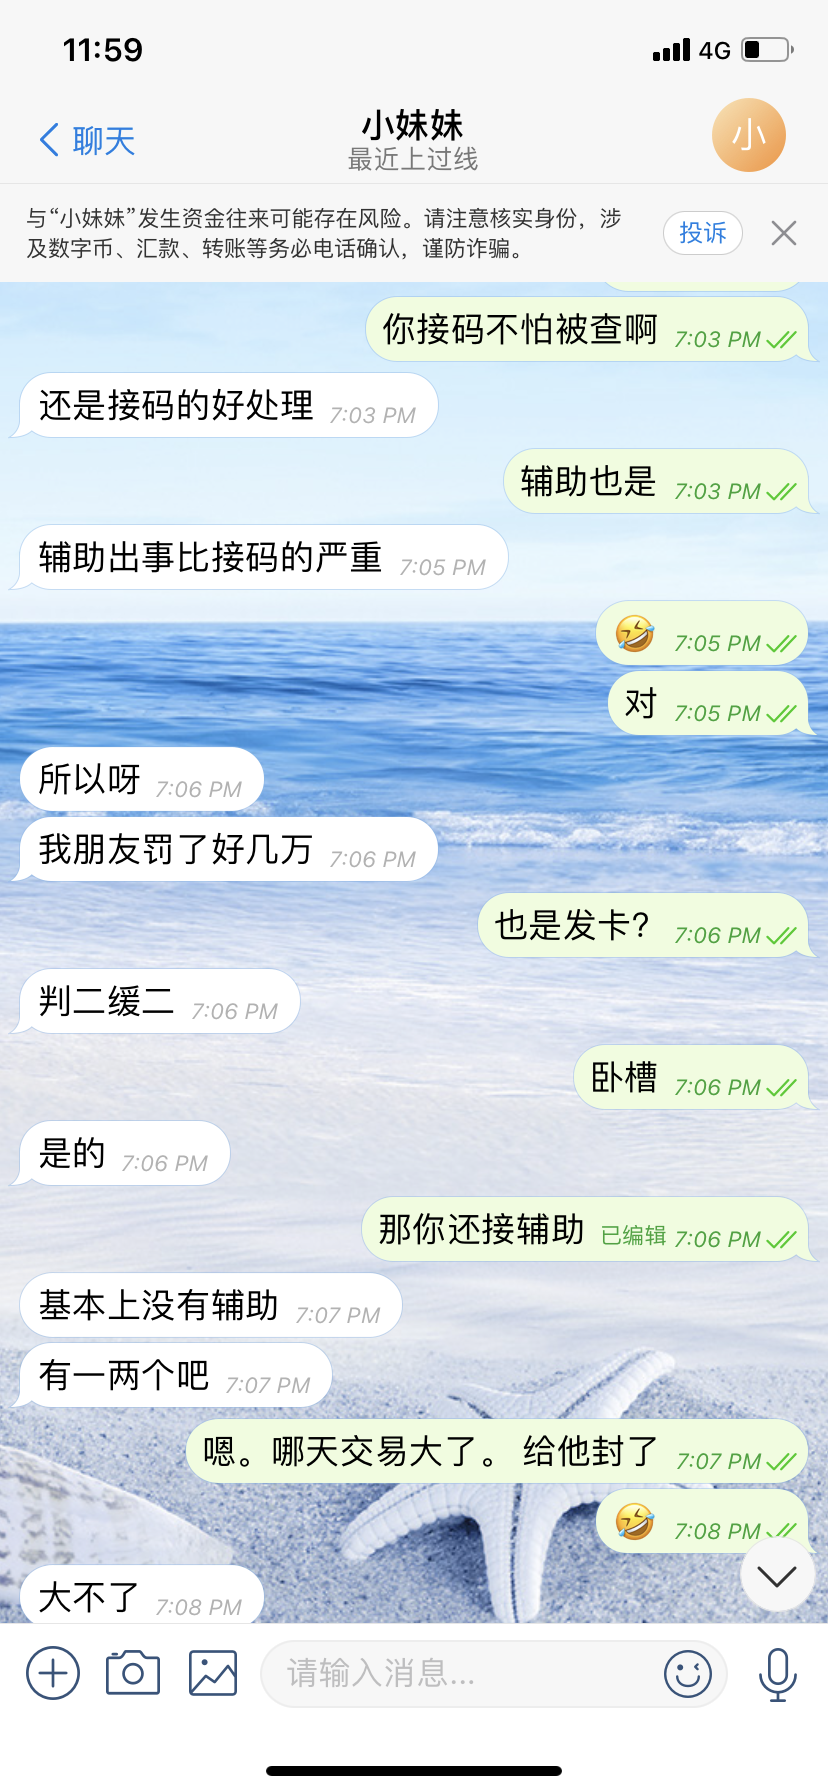 11:59
4G
聊天
小妹妹
最近上过线
小
与“小妹妹”发生资金往来可能存在风险。请注意核实身份，涉
及数字币、汇款、转账等务必电话确认，谨防诈骗。
投诉
你接码不怕被查啊 7:03 PM
还是接码的好处理 7:03 PM
辅助也是 7:03 PM
辅助出事比接码的严重 7:05 PM
🤣 7:05 PM
对 7:05 PM
所以呀 7:06 PM
我朋友罚了好几万 7:06 PM
也是发卡? 7:06 PM
判二缓二 7:06 PM
卧槽 7:06 PM
是的 7:06 PM
那你还接辅助 已编辑 7:06 PM
基本上没有辅助 7:07 PM
有一两个吧 7:07 PM
嗯。哪天交易大了。 给他封了 7:07 PM
🤣 7:08 PM
大不了 7:08 PM
请输入消息...